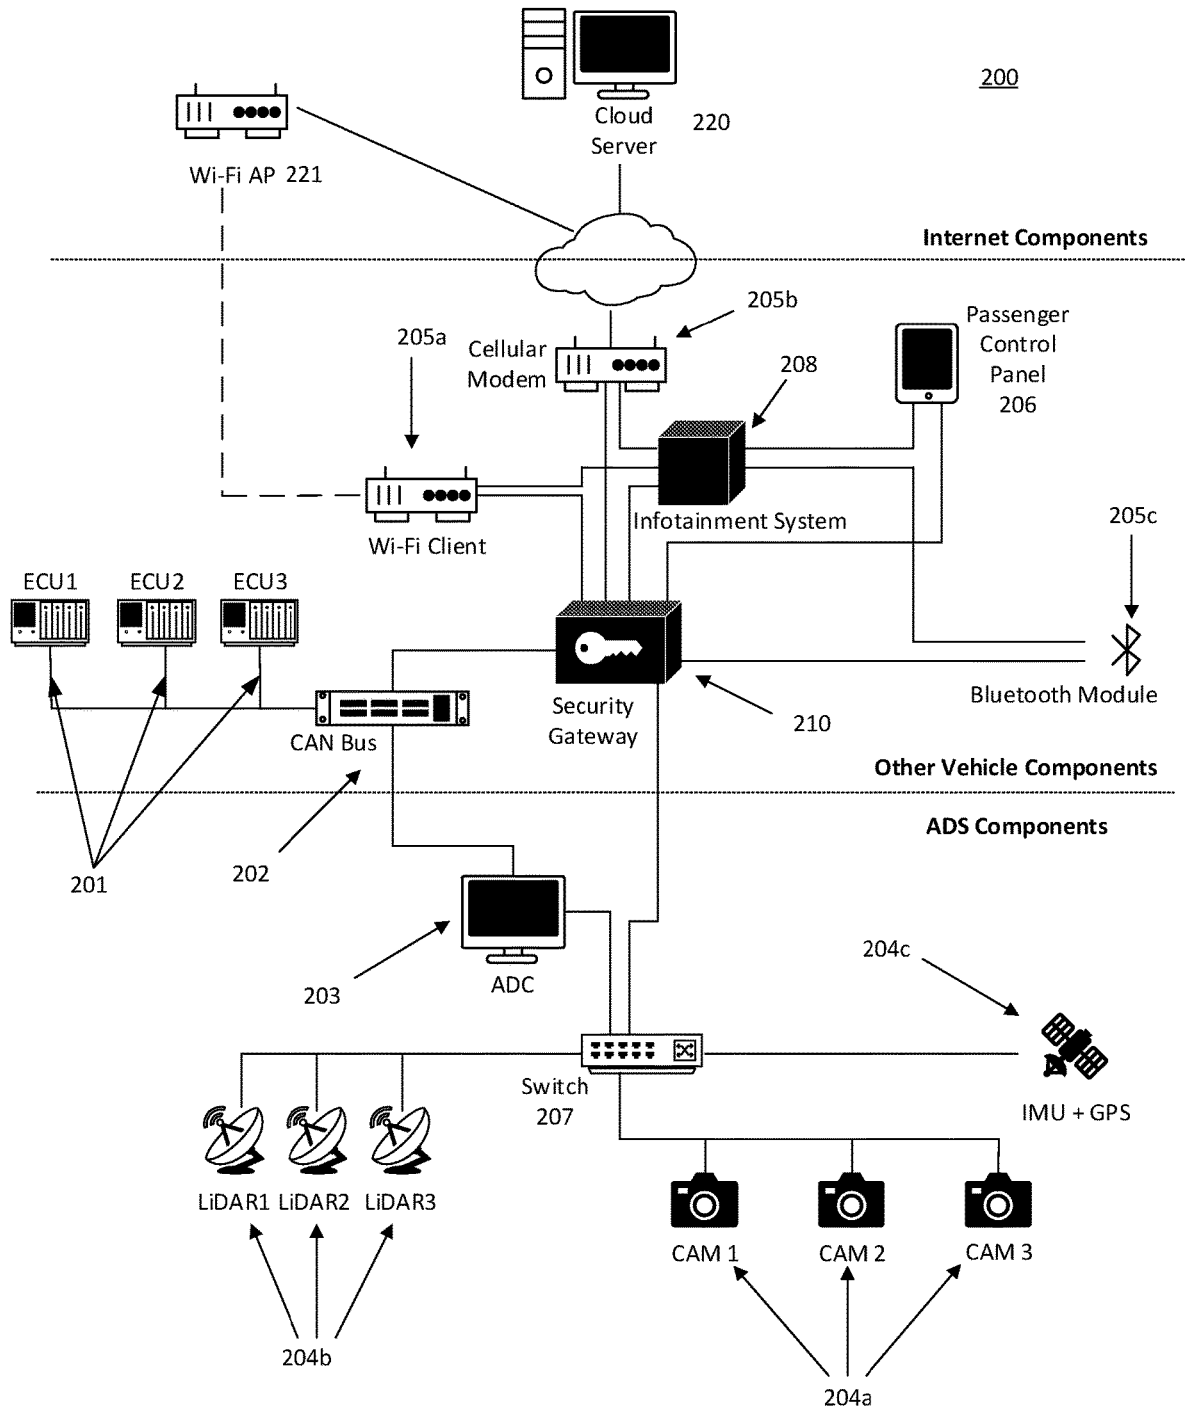 200
Cloud
Server
220
Wi-Fi AP 221
Internet Components
205b
Passenger
Control
Panel
206
205a
Cellular
Modem
208
Infotainment System
205c
Wi-Fi Client
ECU1
ECU2
ECU3
Bluetooth Module
Security
Gateway
210
CAN Bus
Other Vehicle Components
ADS Components
201
202
203
ADC
204c
Switch
207
IMU + GPS
LiDAR1
LiDAR2
LiDAR3
CAM 1
CAM 2
CAM 3
204b
204a